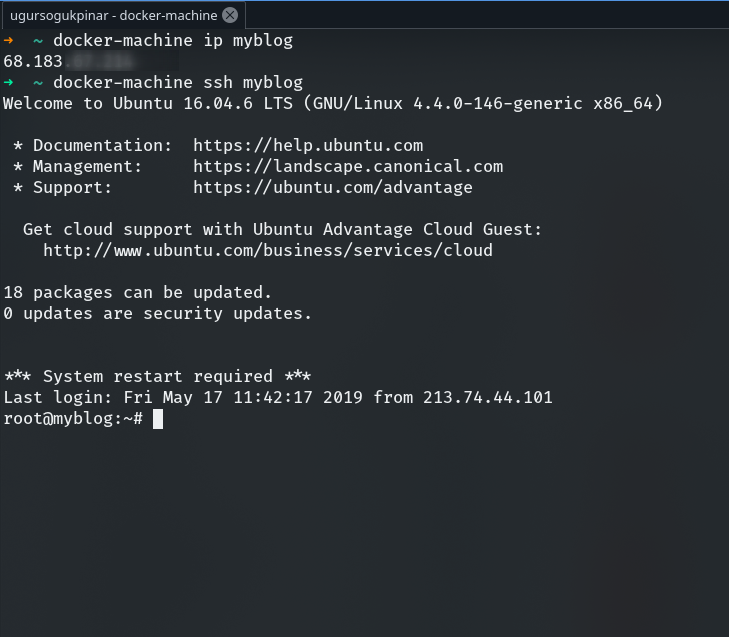 ugursogukpinar - docker-machine
➜  ~ docker-machine ip myblog
68.183
➜  ~ docker-machine ssh myblog
Welcome to Ubuntu 16.04.6 LTS (GNU/Linux 4.4.0-146-generic x86_64)
* Documentation:  https://help.ubuntu.com
* Management:     https://landscape.canonical.com
* Support:        https://ubuntu.com/advantage
Get cloud support with Ubuntu Advantage Cloud Guest:
http://www.ubuntu.com/business/services/cloud
18 packages can be updated.
0 updates are security updates.
*** System restart required ***
Last login: Fri May 17 11:42:17 2019 from 213.74.44.101
root@myblog:~#